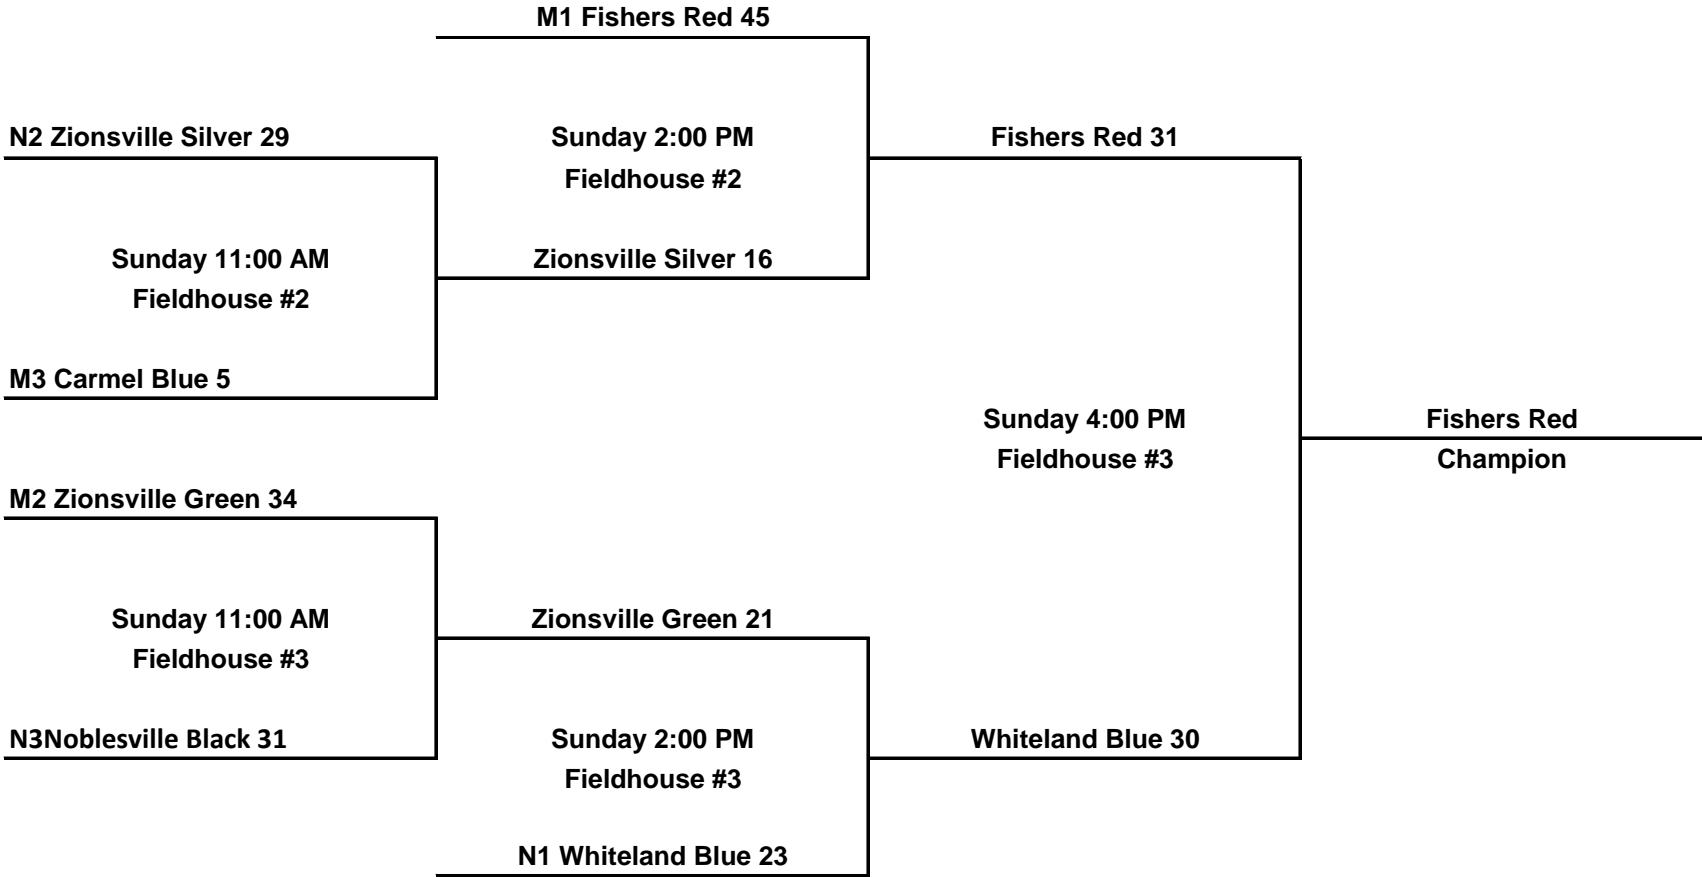 M1 Fishers Red 45
N2 Zionsville Silver 29
Sunday 2:00 PM
Fieldhouse #2
Fishers Red 31
Sunday 11:00 AM
Fieldhouse #2
Zionsville Silver 16
M3 Carmel Blue 5
Sunday 4:00 PM
Fieldhouse #3
Fishers Red
Champion
M2 Zionsville Green 34
Sunday 11:00 AM
Fieldhouse #3
Zionsville Green 21
N3Noblesville Black 31
Sunday 2:00 PM
Fieldhouse #3
Whiteland Blue 30
N1 Whiteland Blue 23